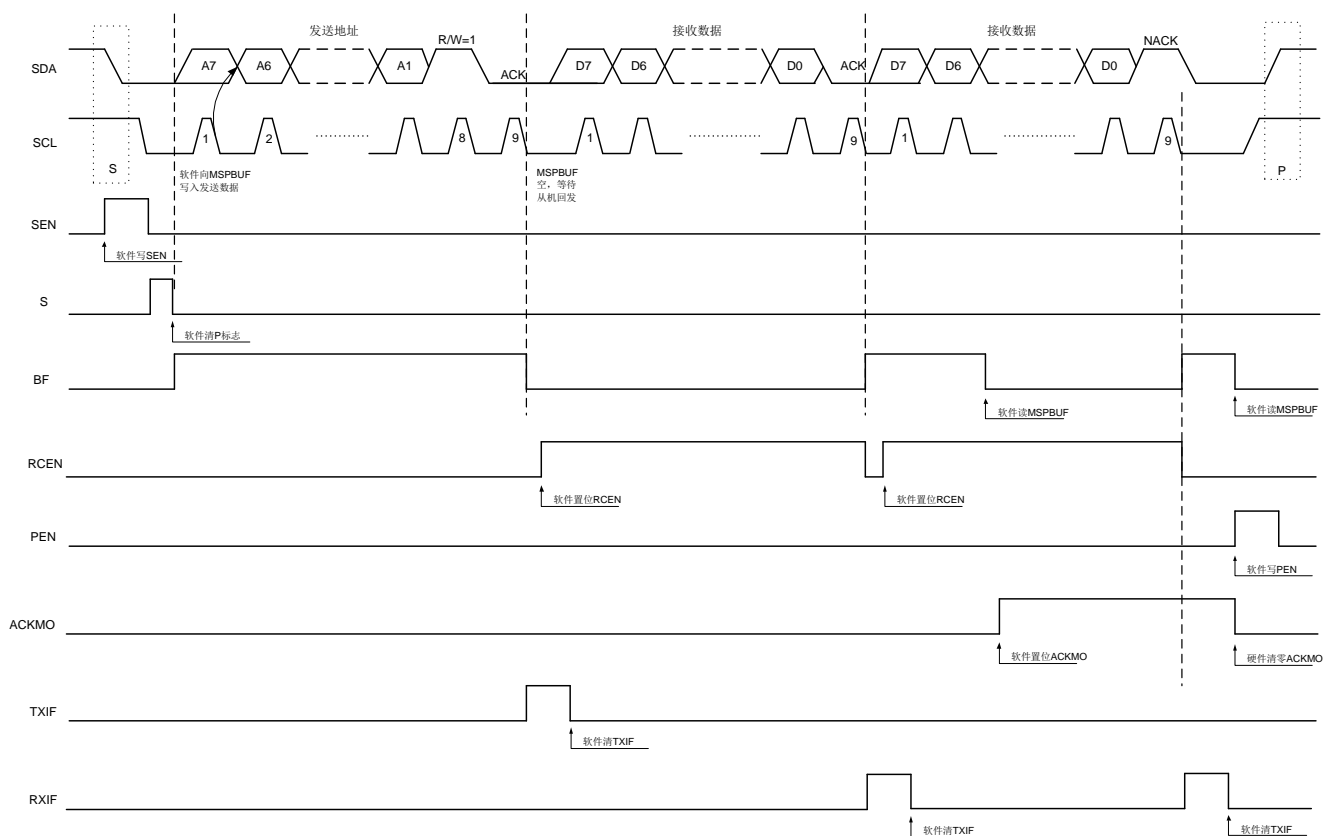 发送地址
接收数据
接收数据
R/W=1
NACK
SDA
A7
A6
A1
ACK
D7
D6
D0
ACK
D7
D6
D0
SCL
1
2
8
9
1
9
1
9
S
P
软件向MSPBUF
写入发送数据
MSPBUF
空，等待
从机回发
SEN
软件写SEN
S
软件清P标志
BF
软件读MSPBUF
软件读MSPBUF
RCEN
软件置位RCEN
软件置位RCEN
PEN
软件写PEN
ACKMO
软件置位ACKMO
硬件清零ACKMO
TXIF
软件清TXIF
RXIF
软件清TXIF
软件清TXIF